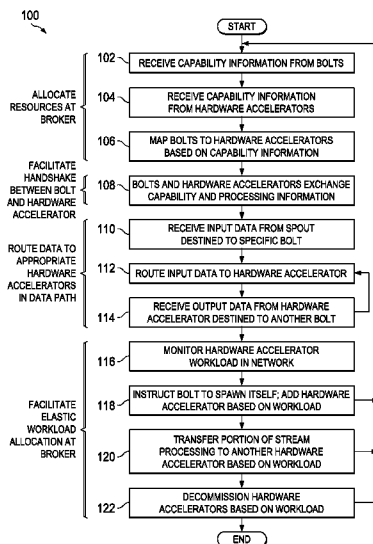 100
START
102
RECEIVE CAPABILITY INFORMATION FROM BOLTS
ALLOCATE
RESOURCES AT
BROKER
104
RECEIVE CAPABILITY INFORMATION
FROM HARDWARE ACCELERATORS
106
MAP BOLTS TO HARDWARE ACCELERATORS
BASED ON CAPABILITY INFORMATION
FACILITATE
HANDSHAKE
BETWEEN BOLT
AND HARDWARE
ACCELERATOR
108
BOLTS AND HARDWARE ACCELERATORS EXCHANGE
CAPABILITY AND PROCESSING INFORMATION
110
RECEIVE INPUT DATA FROM SPOUT
DESTINED TO SPECIFIC BOLT
ROUTE DATA TO
APPROPRIATE
HARDWARE
ACCELERATORS
IN DATA PATH
112
ROUTE INPUT DATA TO HARDWARE ACCELERATOR
114
RECEIVE OUTPUT DATA FROM HARDWARE
ACCELERATOR DESTINED TO ANOTHER BOLT
116
MONITOR HARDWARE ACCELERATOR
WORKLOAD IN NETWORK
118
INSTRUCT BOLT TO SPAWN ITSELF; ADD HARDWARE
ACCELERATOR BASED ON WORKLOAD
FACILITATE
ELASTIC
WORKLOAD
ALLOCATION AT
BROKER
120
TRANSFER PORTION OF STREAM
PROCESSING TO ANOTHER HARDWARE
ACCELERATOR BASED ON WORKLOAD
122
DECOMMISSION HARDWARE
ACCELERATORS BASED ON WORKLOAD
END